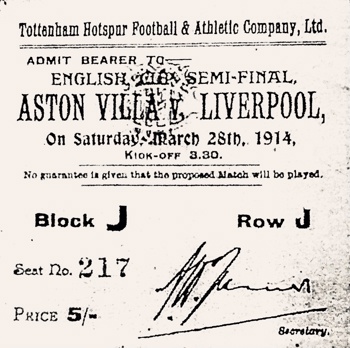 Tottenham Hotspur Football & Athletic Company, Ltd.
ADMIT BEARER TO
ENGLISH CUP SEMI-FINAL,
ASTON VILLA V. LIVERPOOL,
On Saturday, March 28th, 1914,
KICK-OFF 3.30.
No guarantee is given that the proposed Match will be played.
Block J Row J
Seat No. 217
PRICE 5/-
Secretary.